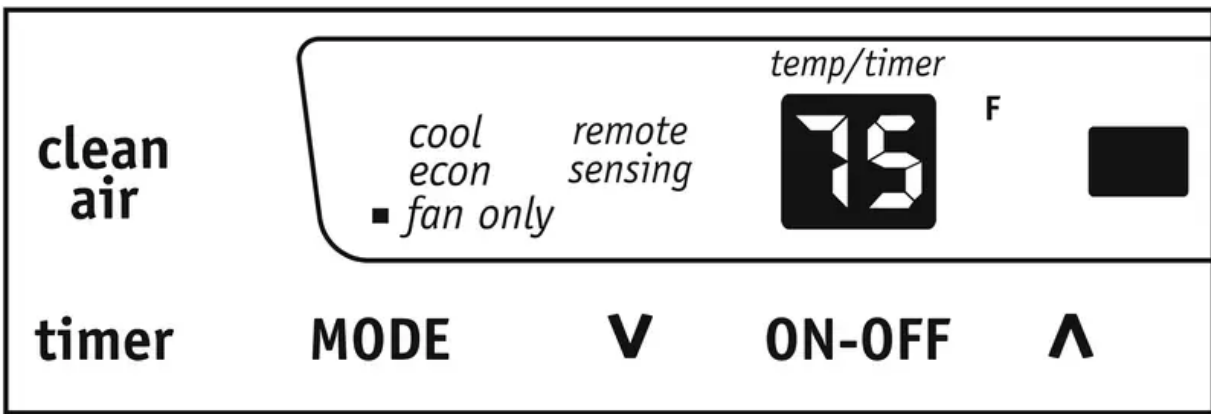 temp/timer
75 F
clean
air
cool
econ
▪ fan only
remote
sensing
timer MODE V ON-OFF Λ